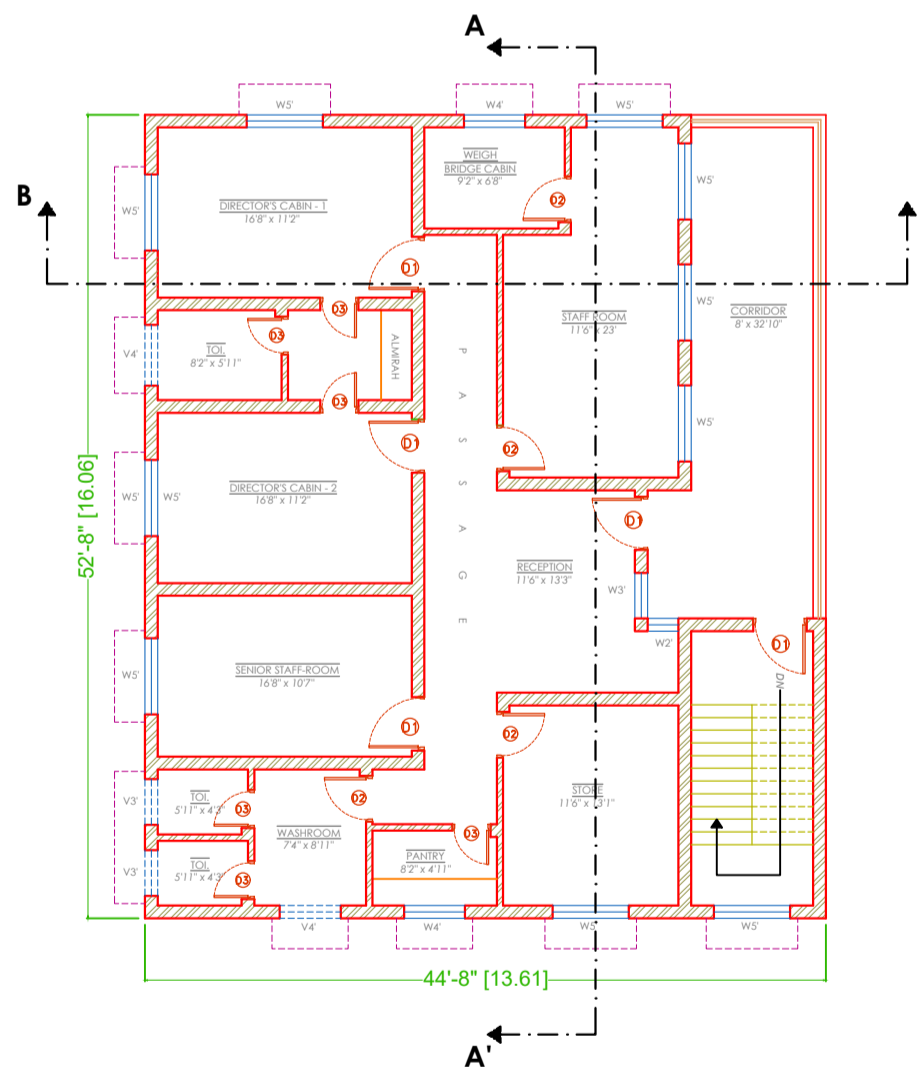 A
W5'
W4'
W5'
WEIGH
BRIDGE CABIN
9'2" x 6'8"
D2
B
W5'
W5'
DIRECTOR'S CABIN - 1
16'8" x 11'2"
D1
D3
W5'
STAFF ROOM
11'6" x 23'
CORRIDOR
8' x 32'10"
V4'
TOI.
8'2" x 5'11"
D3
ALMIRAH
D3
PASSAGE
W5'
D1
D2
52'-8" [16.06]
W5'
W5'
DIRECTOR'S CABIN - 2
16'8" x 11'2"
D1
RECEPTION
11'6" x 13'3"
W3'
W2'
D1
DN
W5'
SENIOR STAFF-ROOM
16'8" x 10'7"
D1
D2
V3'
TOI.
5'11" x 4'3"
D3
D2
WASHROOM
7'4" x 8'11"
STORE
11'6" x 13'1"
D3
PANTRY
8'2" x 4'11"
V3'
TOI.
5'11" x 4'3"
D3
V4'
W4'
W5'
W5'
44'-8" [13.61]
A'